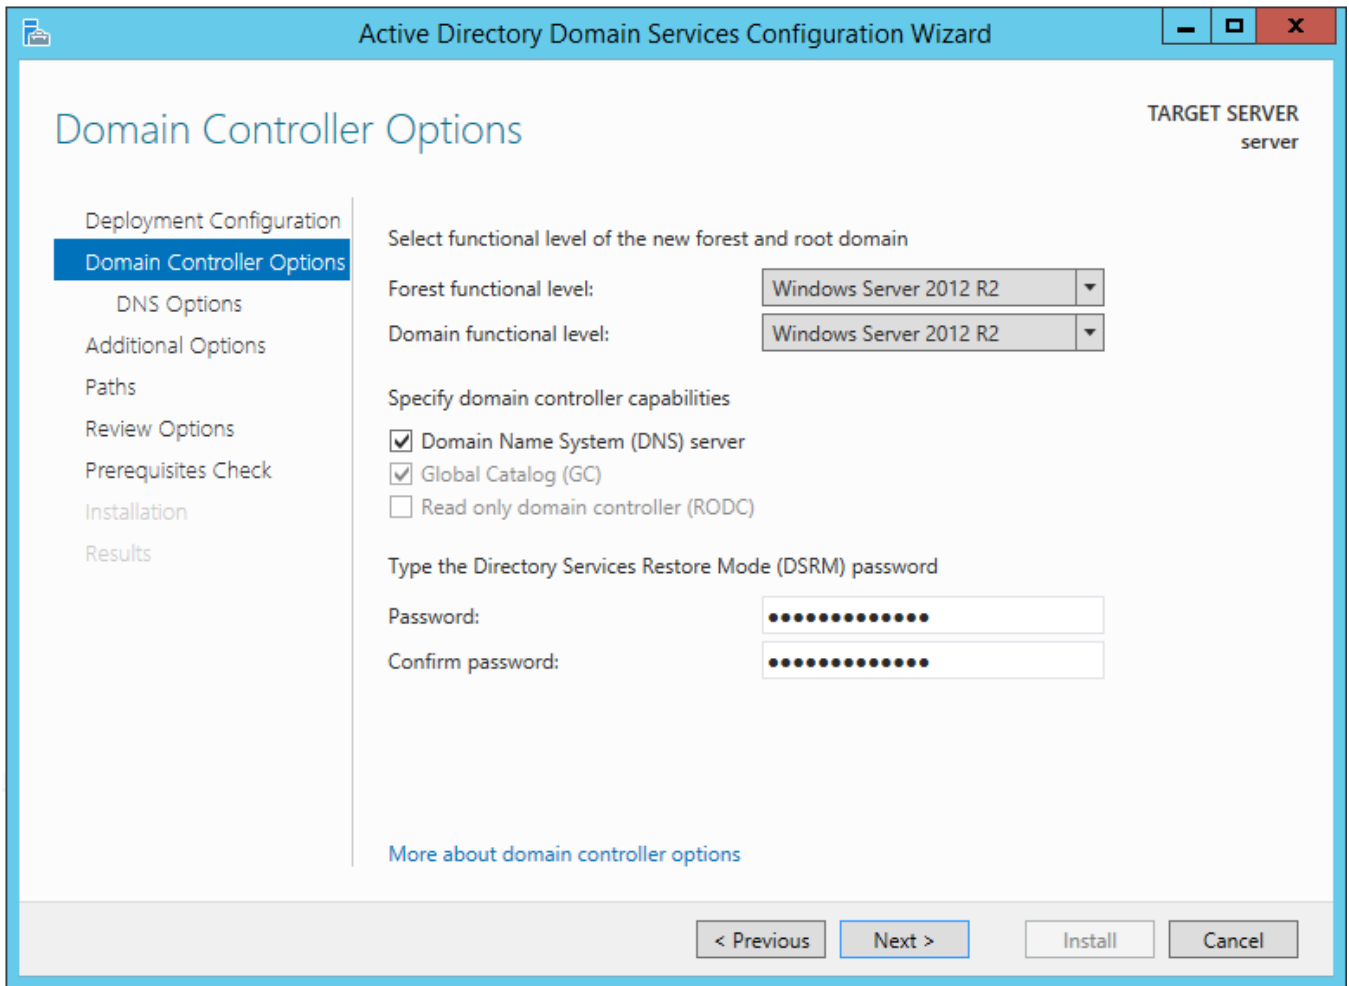 Active Directory Domain Services Configuration Wizard
Domain Controller Options
TARGET SERVER
server
Deployment Configuration
Domain Controller Options
DNS Options
Additional Options
Paths
Review Options
Prerequisites Check
Installation
Results
Select functional level of the new forest and root domain
Forest functional level: Windows Server 2012 R2
Domain functional level: Windows Server 2012 R2
Specify domain controller capabilities
Domain Name System (DNS) server
Global Catalog (GC)
Read only domain controller (RODC)
Type the Directory Services Restore Mode (DSRM) password
Password: •••••••••••••
Confirm password: •••••••••••••
More about domain controller options
< Previous Next > Install Cancel